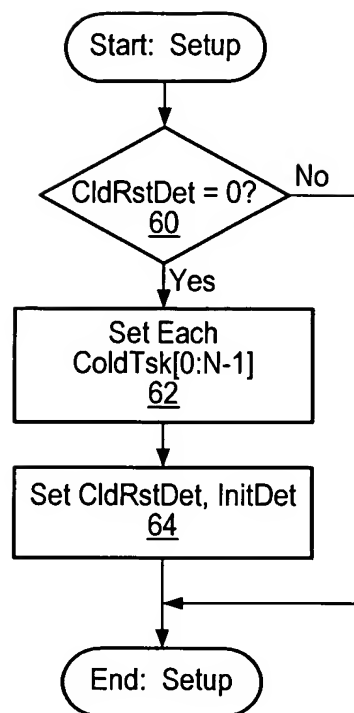 Start: Setup
CldRstDet = 0?
60
No
Yes
Set Each
ColdTsk[0:N-1]
62
Set CldRstDet, InitDet
64
End: Setup